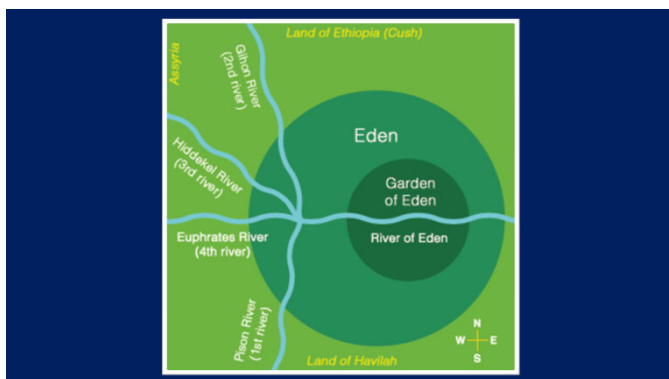 Land of Ethiopia (Cush)
Assyria
Gihon River
(2nd river)
Hiddekel River
(3rd river)
Eden
Garden
of Eden
River of Eden
Euphrates River
(4th river)
Pison River
(1st river)
Land of Havilah
N
W
E
S